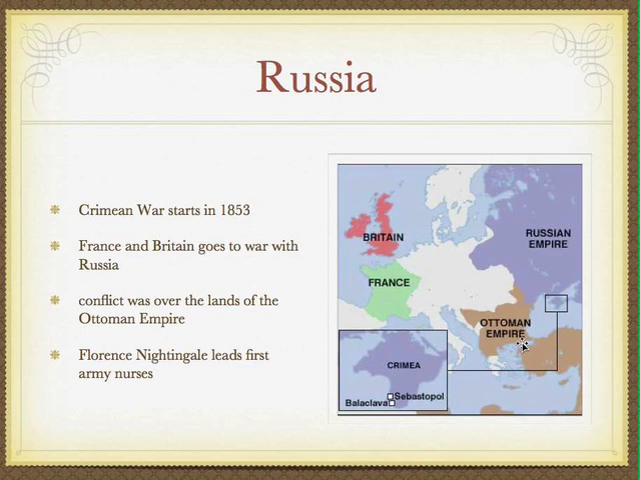 Russia
Crimean War starts in 1853
France and Britain goes to war with
Russia
conflict was over the lands of the
Ottoman Empire
Florence Nightingale leads first
army nurses
BRITAIN
RUSSIAN
EMPIRE
FRANCE
OTTOMAN
EMPIRE
CRIMEA
Sebastopol
Balaclava